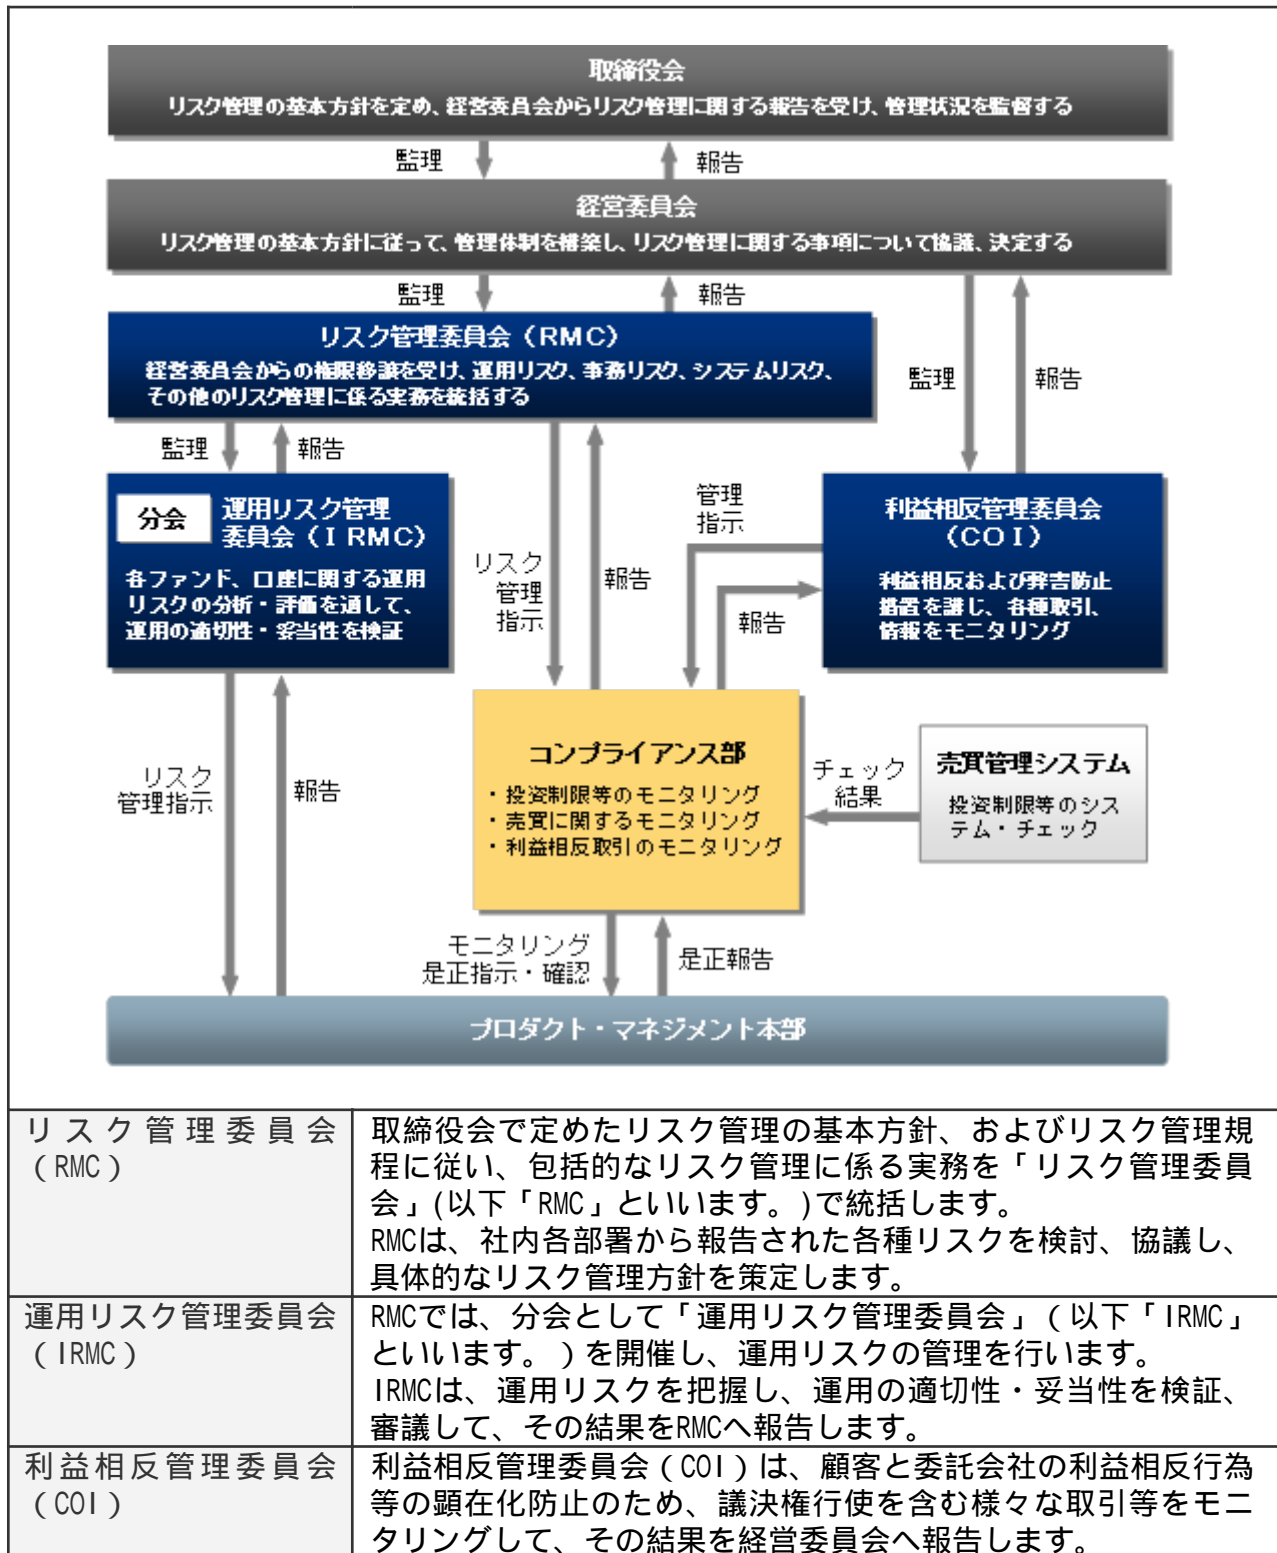 取締役会
リスク管理の基本方針を定め、経営委員会からリスク管理に関する報告を受け、管理状況を監督する
監理
報告
経営委員会
リスク管理の基本方針に従って、管理体制を構築し、リスク管理に関する事項について協議、決定する
監理
報告
リスク管理委員会（RMC）
経営委員会からの権限移譲を受け、運用リスク、事務リスク、システムリスク、
その他のリスク管理に係る実務を統括する
監理
報告
監理
報告
分会
運用リスク管理
委員会（IRMC）
各ファンド、口座に関する運用
リスクの分析・評価を通して、
運用の適切性・妥当性を検証
リスク
管理
指示
報告
管理
指示
報告
利益相反管理委員会
（COI）
利益相反および弊害防止
措置を講じ、各種取引、
情報をモニタリング
リスク
管理指示
報告
コンプライアンス部
・投資制限等のモニタリング
・売買に関するモニタリング
・利益相反取引のモニタリング
チェック
結果
売買管理システム
投資制限等のシス
テム・チェック
モニタリング
是正指示・確認
是正報告
プロダクト・マネジメント本部
リスク管理委員会
（RMC）
取締役会で定めたリスク管理の基本方針、およびリスク管理規
程に従い、包括的なリスク管理に係る実務を「リスク管理委員
会」(以下「RMC」といいます。)で統括します。
RMCは、社内各部署から報告された各種リスクを検討、協議し、
具体的なリスク管理方針を策定します。
運用リスク管理委員会
（IRMC）
RMCでは、分会として「運用リスク管理委員会」（以下「IRMC」
といいます。）を開催し、運用リスクの管理を行います。
IRMCは、運用リスクを把握し、運用の適切性・妥当性を検証、
審議して、その結果をRMCへ報告します。
利益相反管理委員会
（COI）
利益相反管理委員会（COI）は、顧客と委託会社の利益相反行為
等の顕在化防止のため、議決権行使を含む様々な取引等をモニ
タリングして、その結果を経営委員会へ報告します。